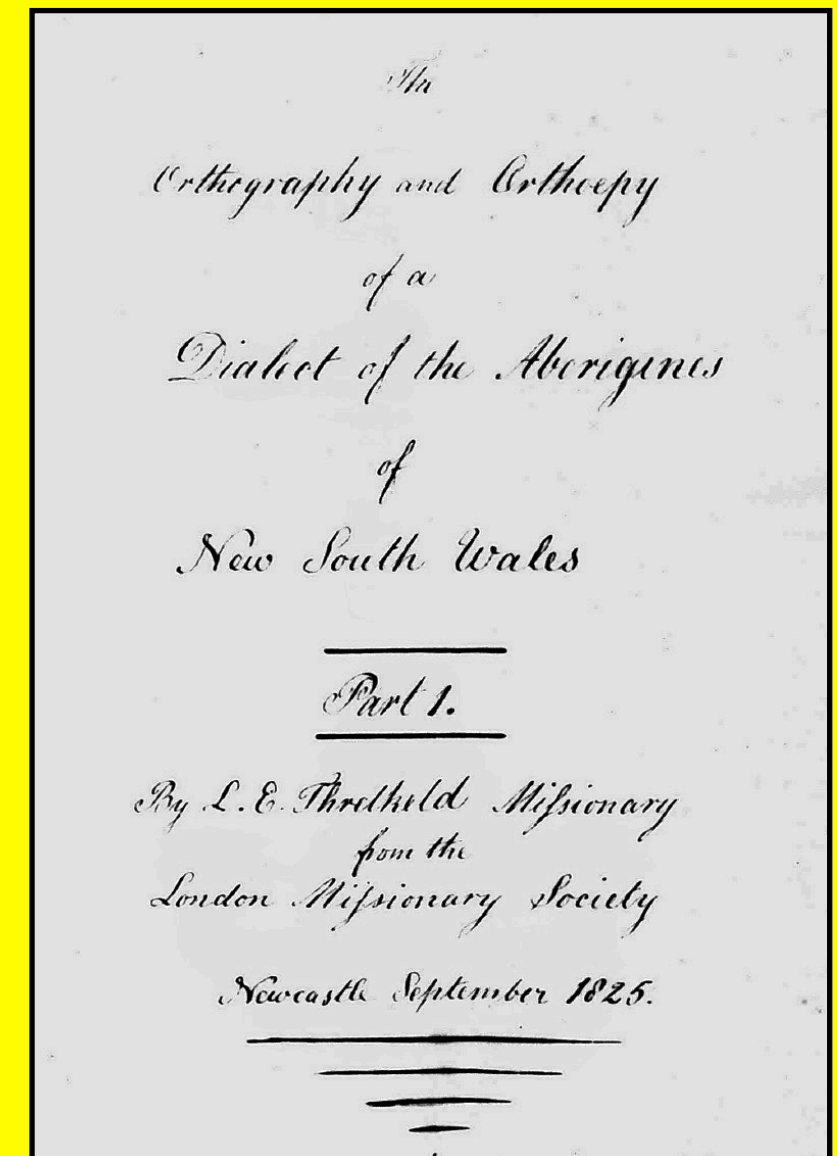 The
Orthography and Orthoepy
of a
Dialect of the Aborigines
of
New South Wales
Part 1.
By L. E. Threlkeld Miſsionary
from the
London Miſsionary Society
Newcastle September 1825.